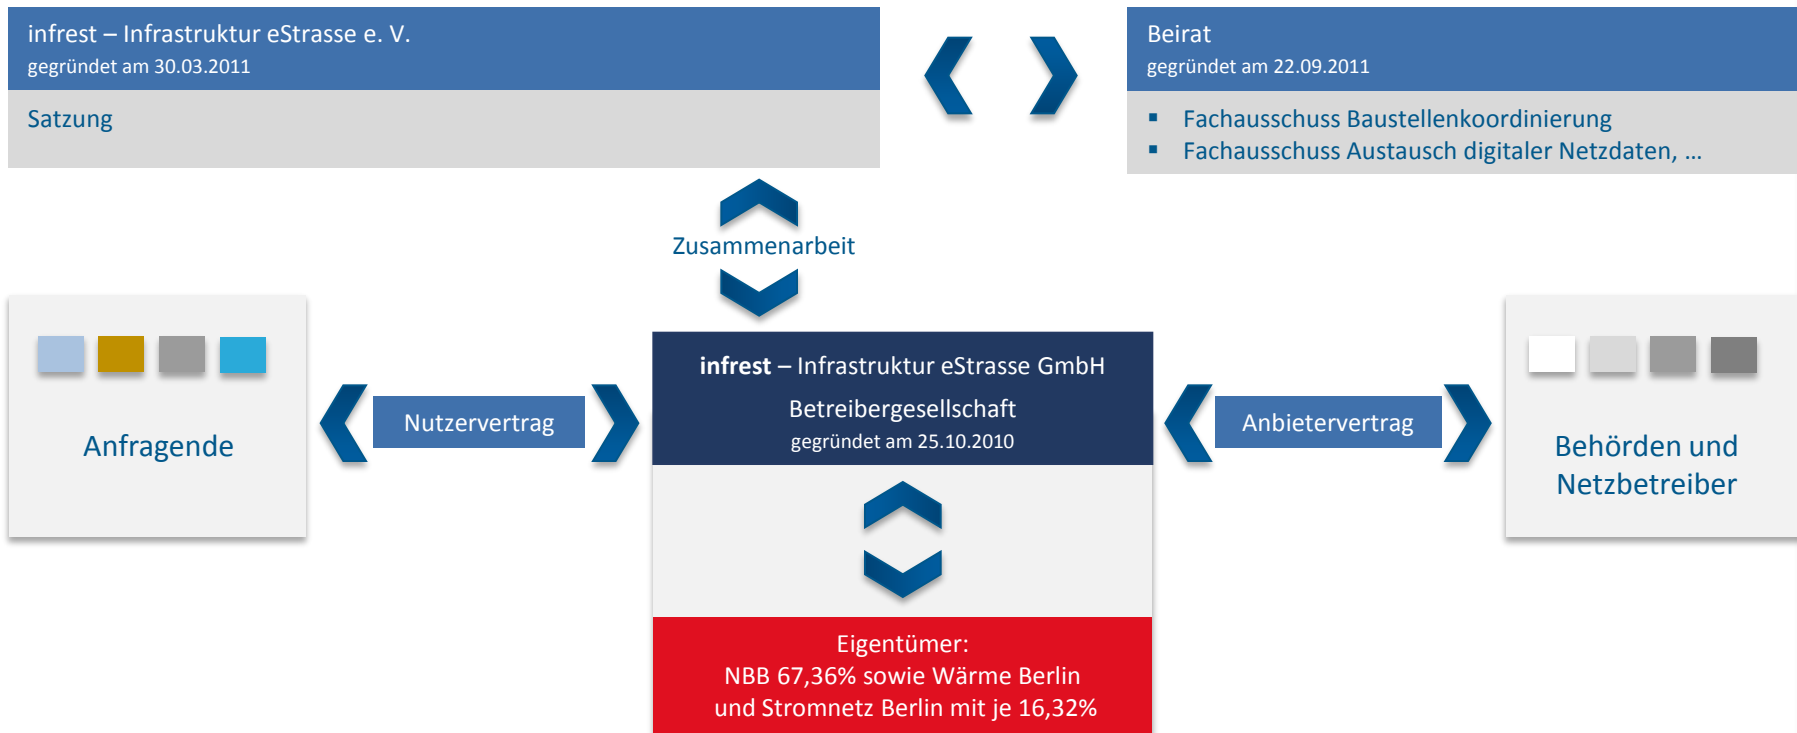 infrest – Infrastruktur eStrasse e. V.
gegründet am 30.03.2011
Satzung
Beirat
gegründet am 22.09.2011
▪ Fachausschuss Baustellenkoordinierung
▪ Fachausschuss Austausch digitaler Netzdaten, …
Zusammenarbeit
Anfragende
Nutzervertrag
infrest – Infrastruktur eStrasse GmbH
Betreibergesellschaft
gegründet am 25.10.2010
Anbietervertrag
Behörden und
Netzbetreiber
Eigentümer:
NBB 67,36% sowie Wärme Berlin
und Stromnetz Berlin mit je 16,32%